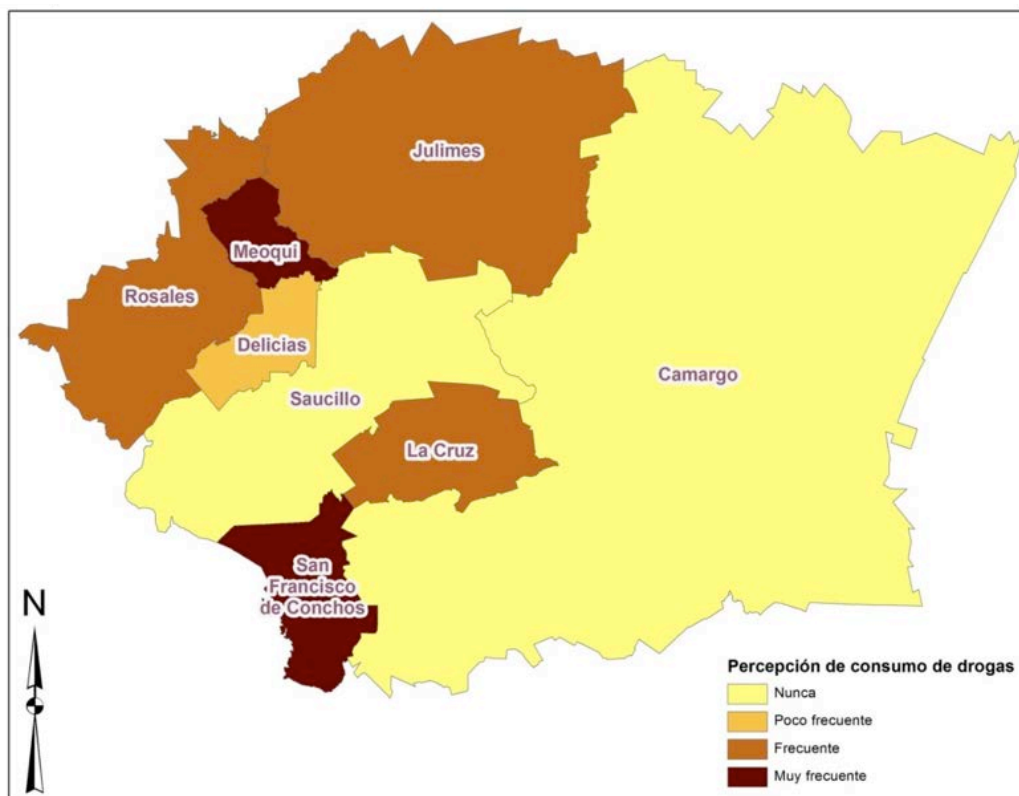 Julimes
Meoqui
Rosales
Delicias
Camargo
Saucillo
La Cruz
San
Francisco
de Conchos
N
Percepción de consumo de drogas
Nunca
Poco frecuente
Frecuente
Muy frecuente